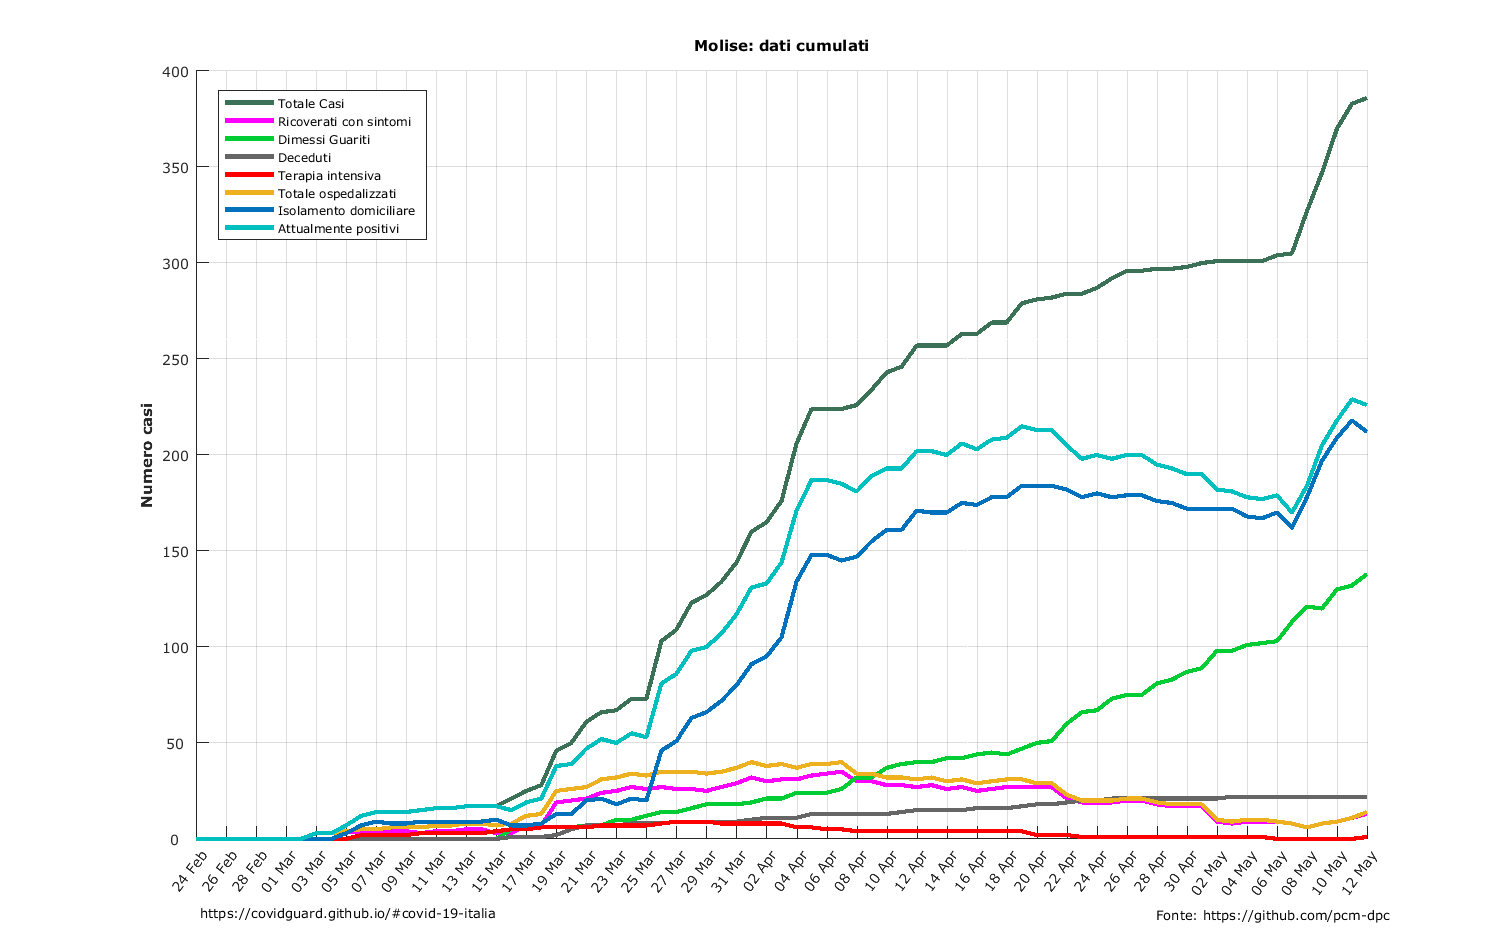 Molise: dati cumulati
400
350
300
250
200
150
100
50
0
Numero casi
Totale Casi
Ricoverati con sintomi
Dimessi Guariti
Deceduti
Terapia intensiva
Totale ospedalizzati
Isolamento domiciliare
Attualmente positivi
24 Feb
26 Feb
28 Feb
01 Mar
03 Mar
05 Mar
07 Mar
09 Mar
11 Mar
13 Mar
15 Mar
17 Mar
19 Mar
21 Mar
23 Mar
25 Mar
27 Mar
29 Mar
31 Mar
02 Apr
04 Apr
06 Apr
08 Apr
10 Apr
12 Apr
14 Apr
16 Apr
18 Apr
20 Apr
22 Apr
24 Apr
26 Apr
28 Apr
30 Apr
02 May
04 May
06 May
08 May
10 May
12 May
https://covidguard.github.io/#covid-19-italia
Fonte: https://github.com/pcm-dpc